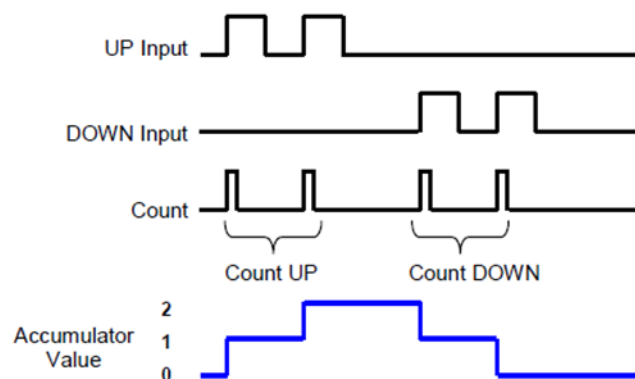 UP Input
DOWN Input
Count
Count UP
Count DOWN
2
1
0
Accumulator
Value